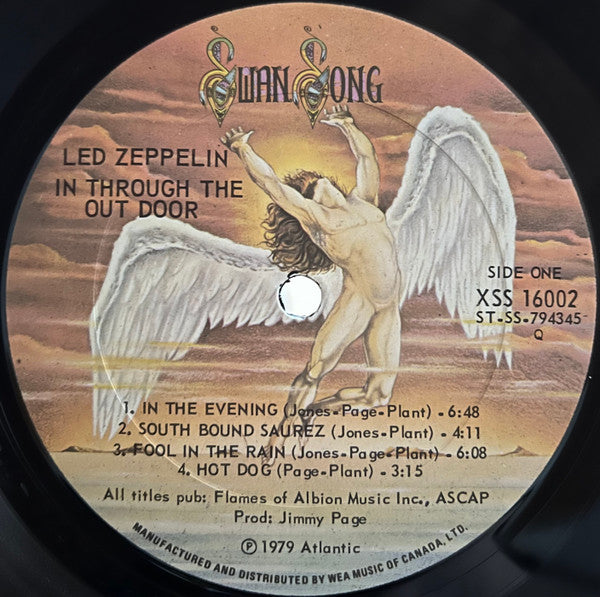 SWAN SONG
LED ZEPPELIN
IN THROUGH THE
OUT DOOR
SIDE ONE
XSS 16002
ST-SS-794345-
Q
1. IN THE EVENING (Jones-Page-Plant) - 6:48
2. SOUTH BOUND SAUREZ (Jones-Plant) - 4:11
3. FOOL IN THE RAIN (Jones-Page-Plant) - 6:08
4. HOT DOG (Page-Plant) - 3:15
All titles pub: Flames of Albion Music Inc., ASCAP
Prod: Jimmy Page
℗ 1979 Atlantic
MANUFACTURED AND DISTRIBUTED BY WEA MUSIC OF CANADA, LTD.